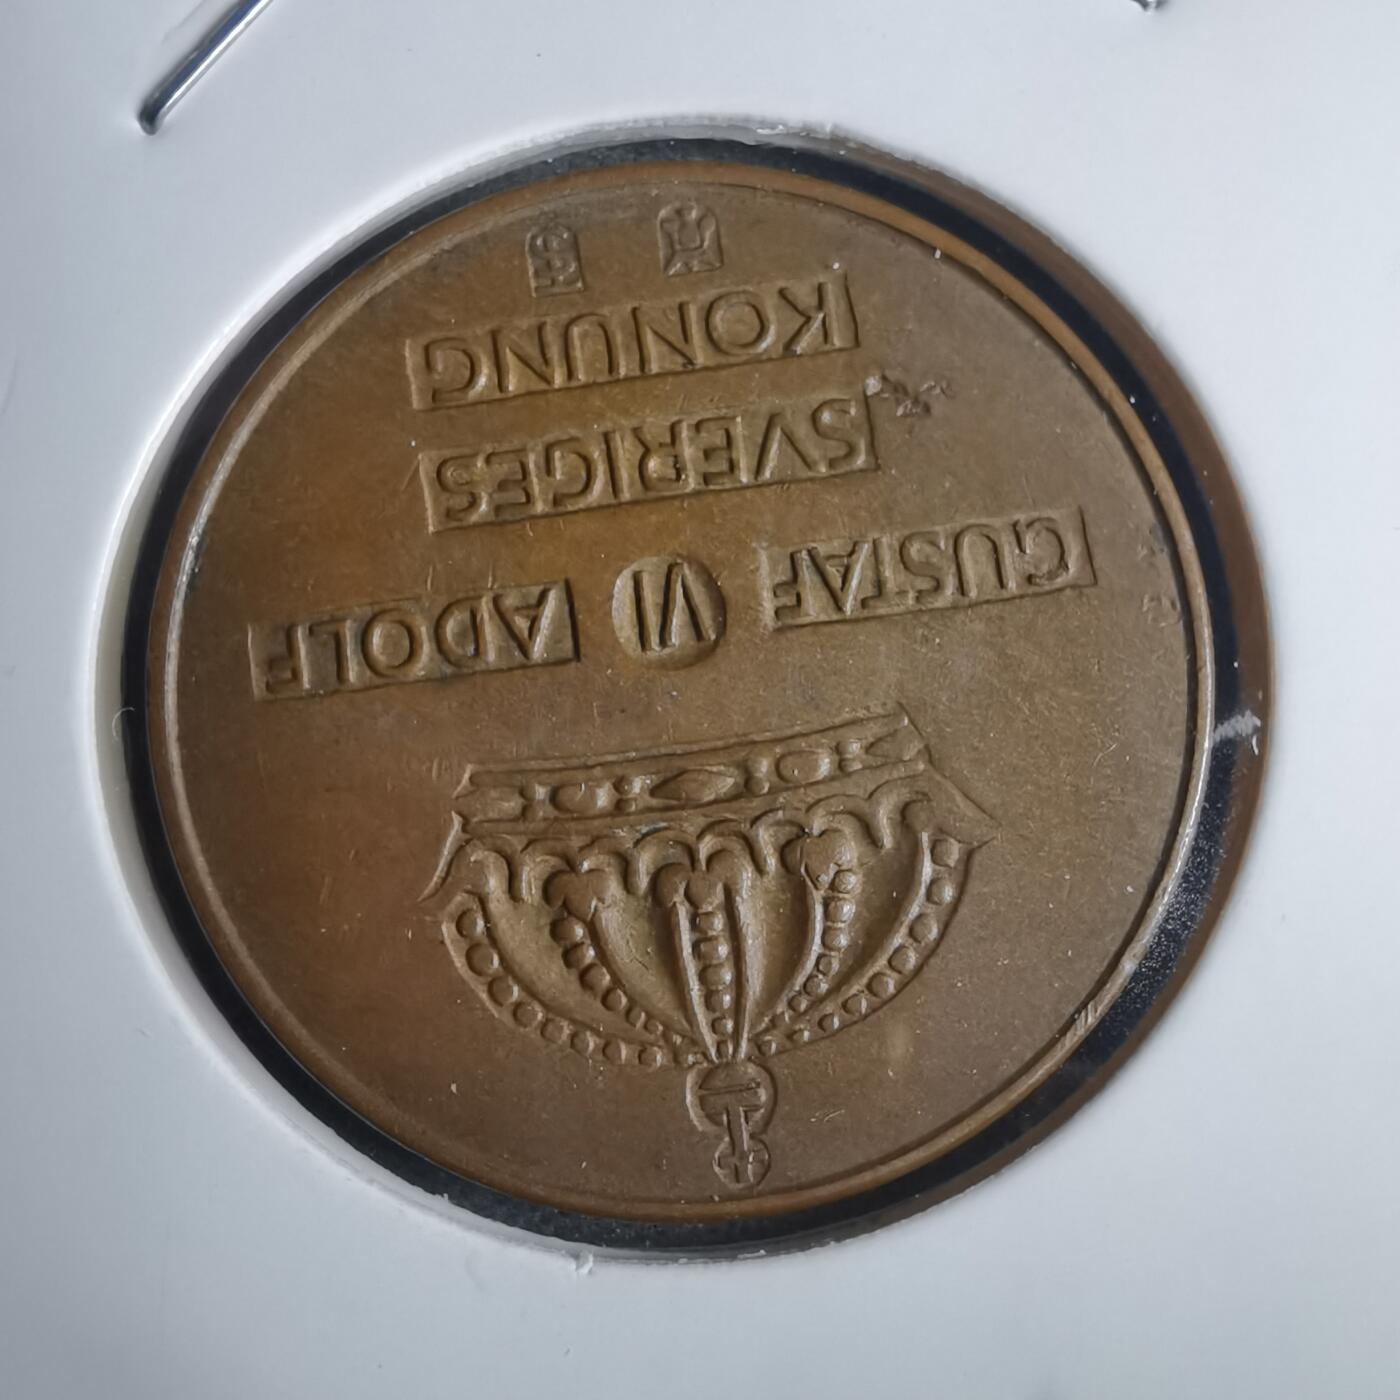 GUSTAF VI ADOLF
SVERIGES
KONUNG